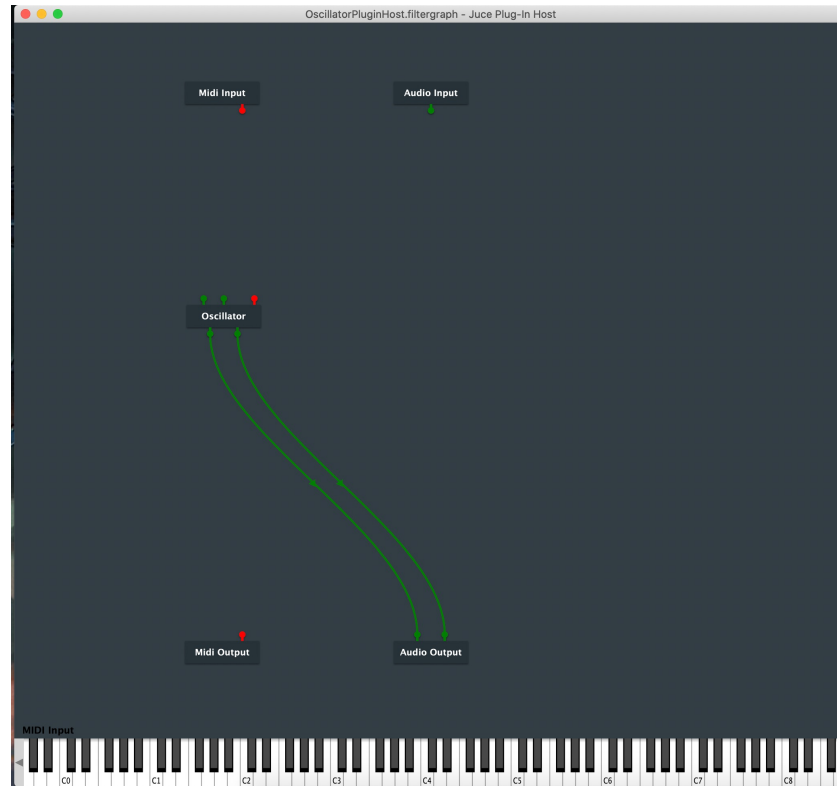 OscillatorPluginHost.filtergraph - Juce Plug-In Host
Midi Input
Audio Input
Oscillator
Midi Output
Audio Output
MIDI Input
C0
C1
C2
C3
C4
C5
C6
C7
C8